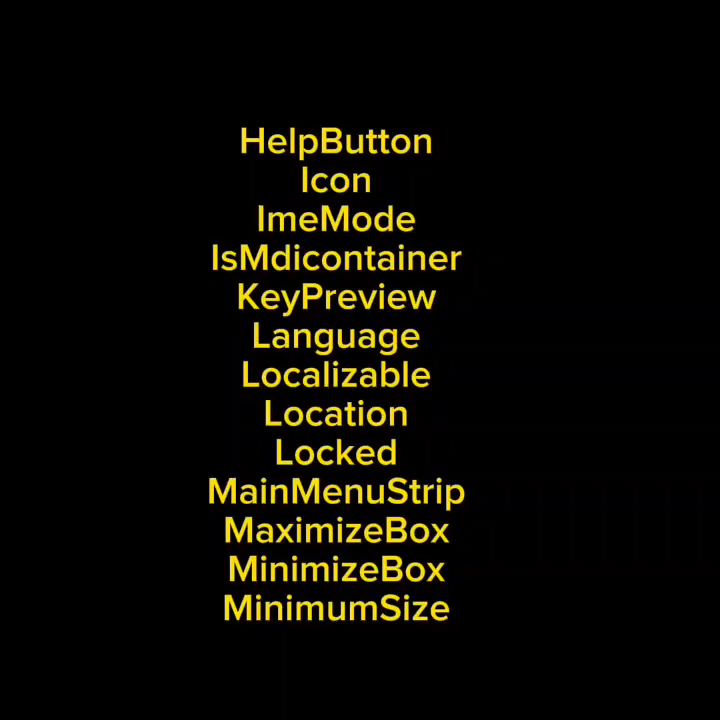 HelpButton
Icon
ImeMode
IsMdicontainer
KeyPreview
Language
Localizable
Location
Locked
MainMenuStrip
MaximizeBox
MinimizeBox
MinimumSize